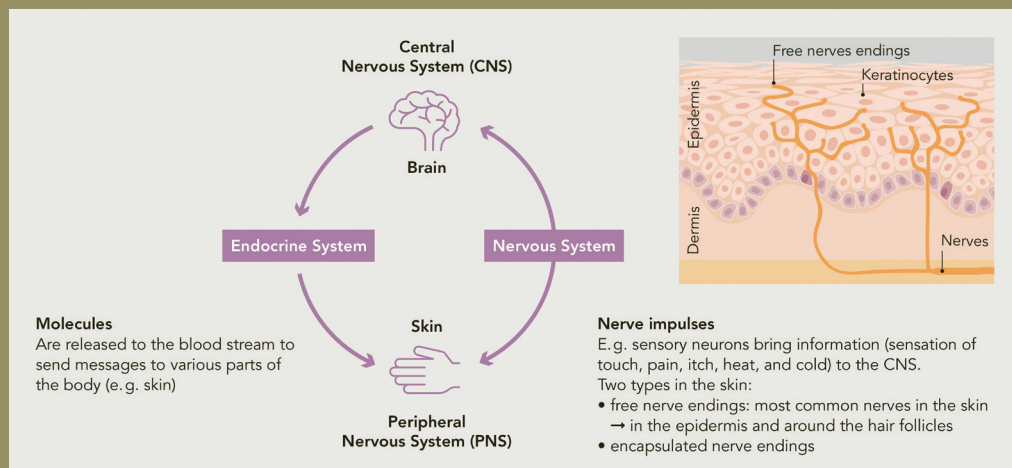 Central
Nervous System (CNS)
Brain
Endocrine System
Nervous System
Skin
Peripheral
Nervous System (PNS)
Molecules
Are released to the blood stream to
send messages to various parts of
the body (e. g. skin)
Free nerves endings
Keratinocytes
Epidermis
Dermis
Nerves
Nerve impulses
E. g. sensory neurons bring information (sensation of
touch, pain, itch, heat, and cold) to the CNS.
Two types in the skin:
• free nerve endings: most common nerves in the skin
→ in the epidermis and around the hair follicles
• encapsulated nerve endings